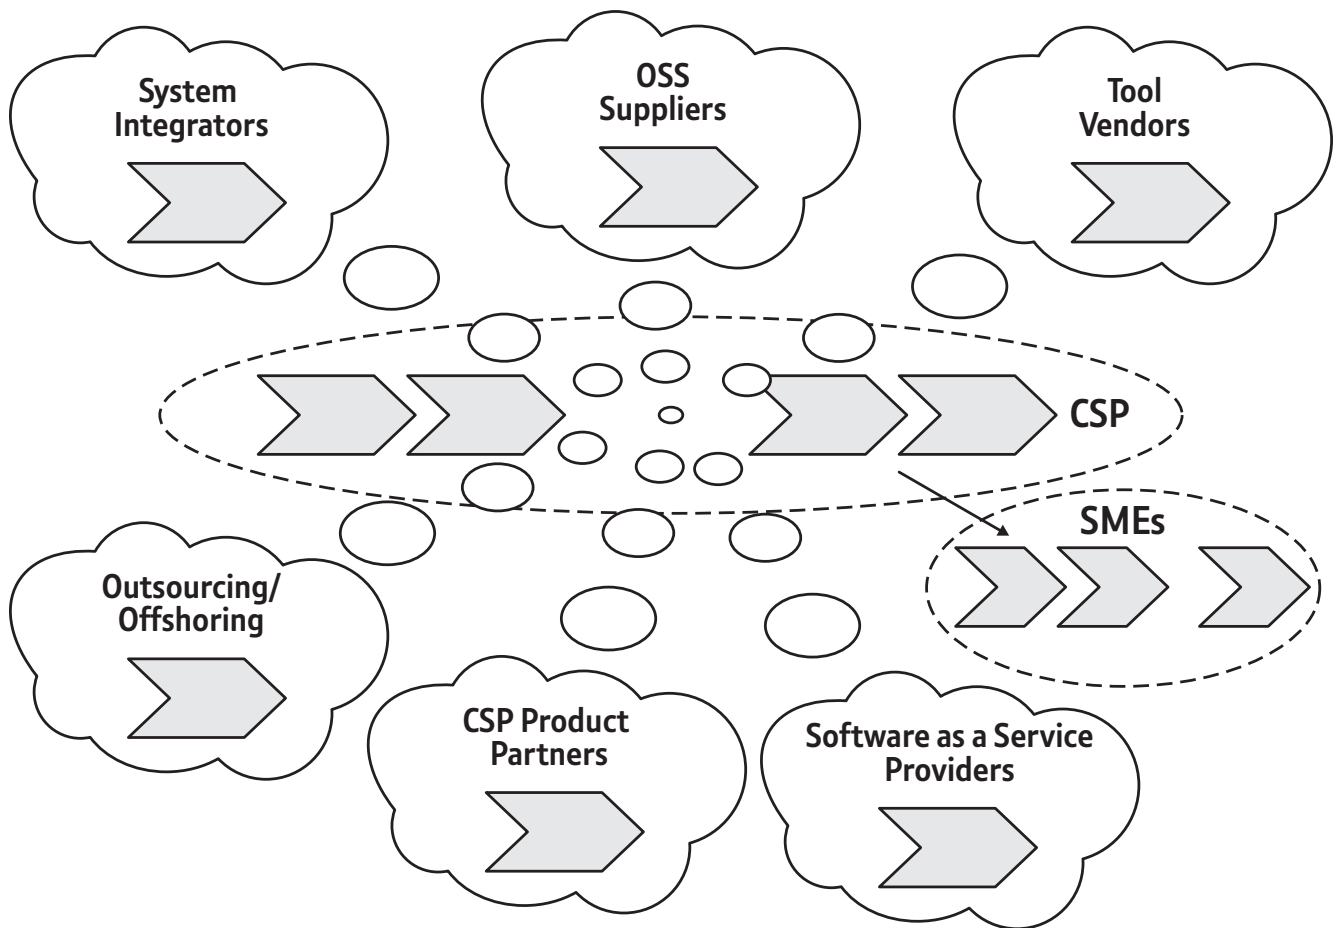 System
Integrators
OSS
Suppliers
Tool
Vendors
CSP
SMEs
Outsourcing/
Offshoring
CSP Product
Partners
Software as a Service
Providers